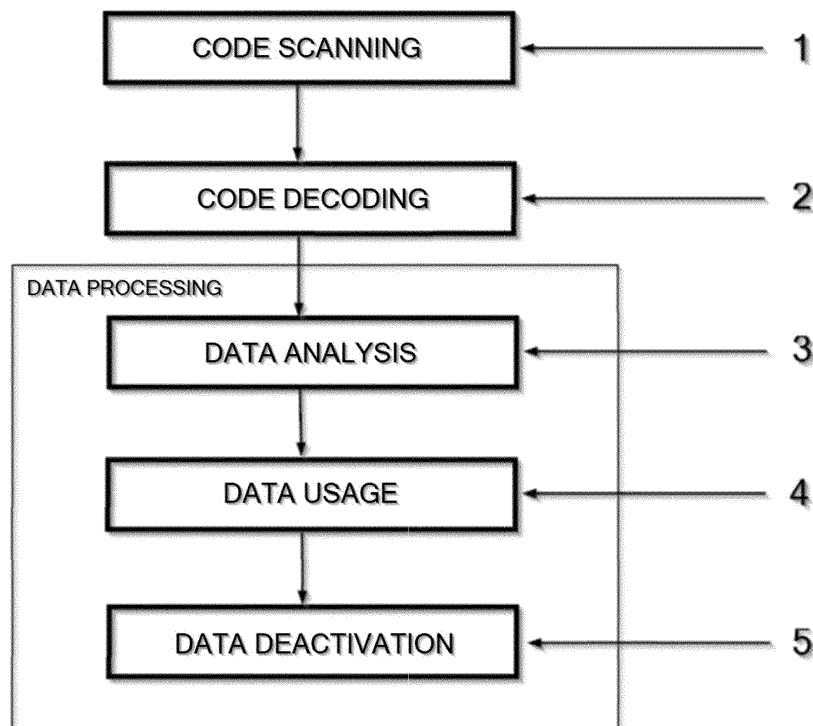 CODE SCANNING
1
CODE DECODING
2
DATA PROCESSING
DATA ANALYSIS
3
DATA USAGE
4
DATA DEACTIVATION
5